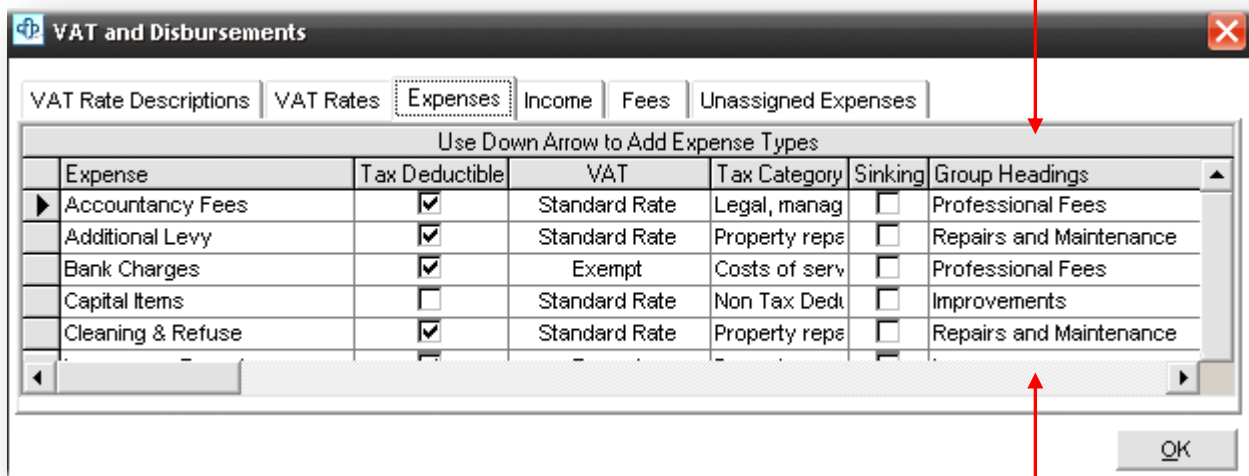 VAT and Disbursements
VAT Rate Descriptions VAT Rates Expenses Income Fees Unassigned Expenses
Use Down Arrow to Add Expense Types
Expense Tax Deductible VAT Tax Category Sinking Group Headings
Accountancy Fees Standard Rate Legal, manag Professional Fees
Additional Levy Standard Rate Property repa Repairs and Maintenance
Bank Charges Exempt Costs of serv Professional Fees
Capital Items Standard Rate Non Tax Dedu Improvements
Cleaning & Refuse Standard Rate Property repa Repairs and Maintenance
OK